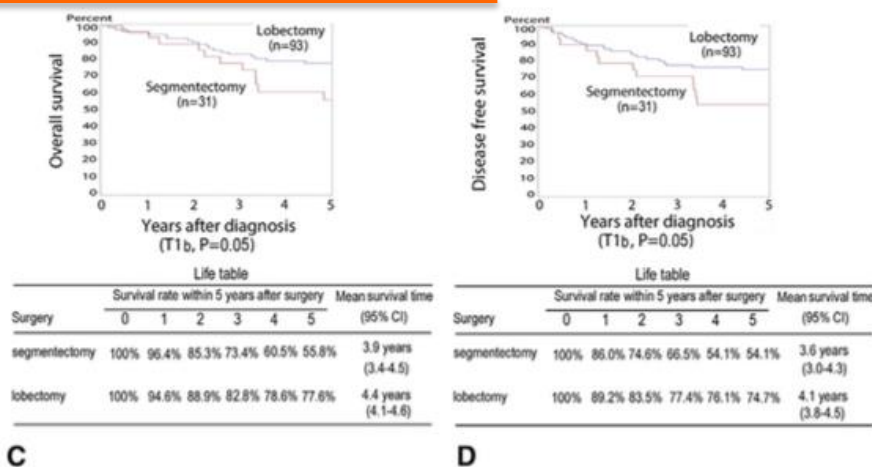 Percent
100
90
80
70
60
50
40
30
20
10
0
Overall survival
Lobectomy
(n=93)
Segmentectomy
(n=31)
0 1 2 3 4 5
Years after diagnosis
(T1b, P=0.05)
Life table
Survival rate within 5 years after surgery Mean survival time
Surgery 0 1 2 3 4 5 (95% CI)
segmentectomy 100% 96.4% 85.3% 73.4% 60.5% 55.8% 3.9 years
(3.4-4.5)
lobectomy 100% 94.6% 88.9% 82.8% 78.6% 77.6% 4.4 years
(4.1-4.6)
C
Percent
100
90
80
70
60
50
40
30
20
10
0
Disease free survival
Lobectomy
(n=93)
Segmentectomy
(n=31)
0 1 2 3 4 5
Years after diagnosis
(T1b, P=0.05)
Life table
Survival rate within 5 years after surgery Mean survival time
Surgery 0 1 2 3 4 5 (95% CI)
segmentectomy 100% 86.0% 74.6% 66.5% 54.1% 54.1% 3.6 years
(3.0-4.3)
lobectomy 100% 89.2% 83.5% 77.4% 76.1% 74.7% 4.1 years
(3.8-4.5)
D